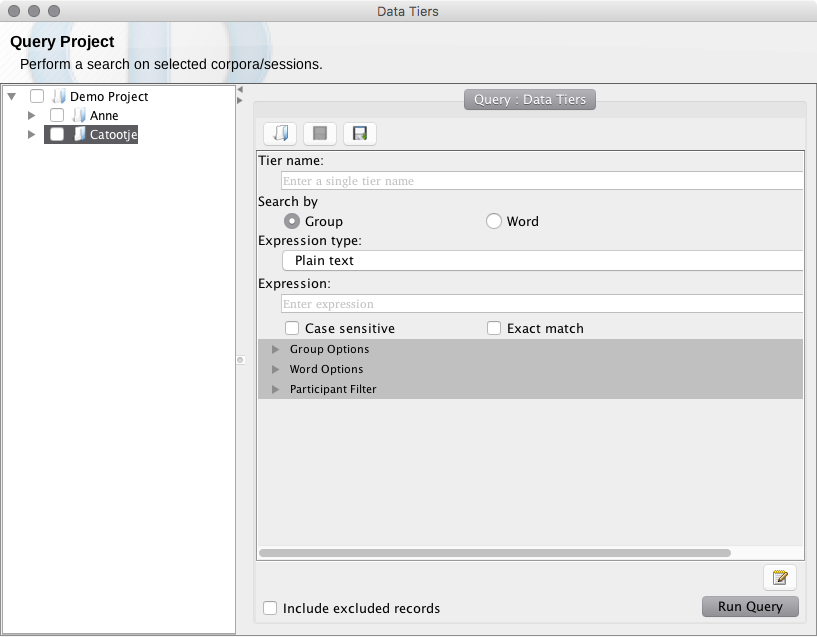 Data Tiers
Query Project
Perform a search on selected corpora/sessions.
Demo Project
Anne
Catootje
Query : Data Tiers
Tier name:
Enter a single tier name
Search by
Group Word
Expression type:
Plain text
Expression:
Enter expression
Case sensitive Exact match
Group Options
Word Options
Participant Filter
Include excluded records
Run Query